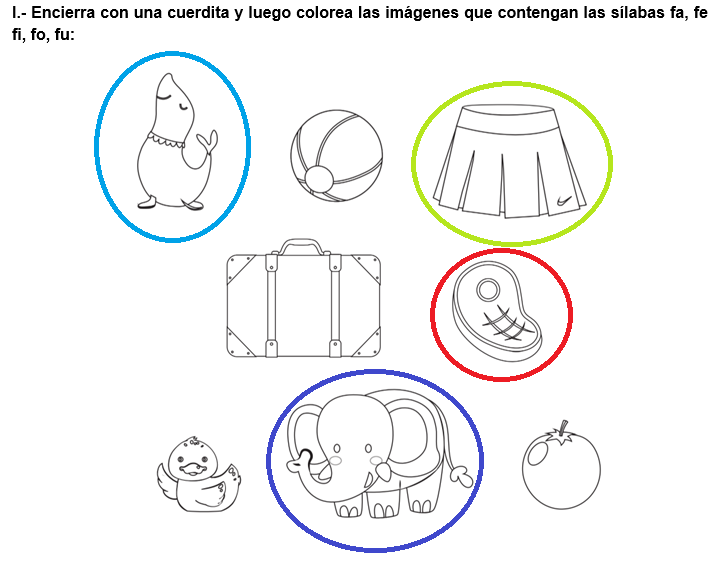 I.- Encierra con una cuerdita y luego colorea las imágenes que contengan las sílabas fa, fe
fi, fo, fu: